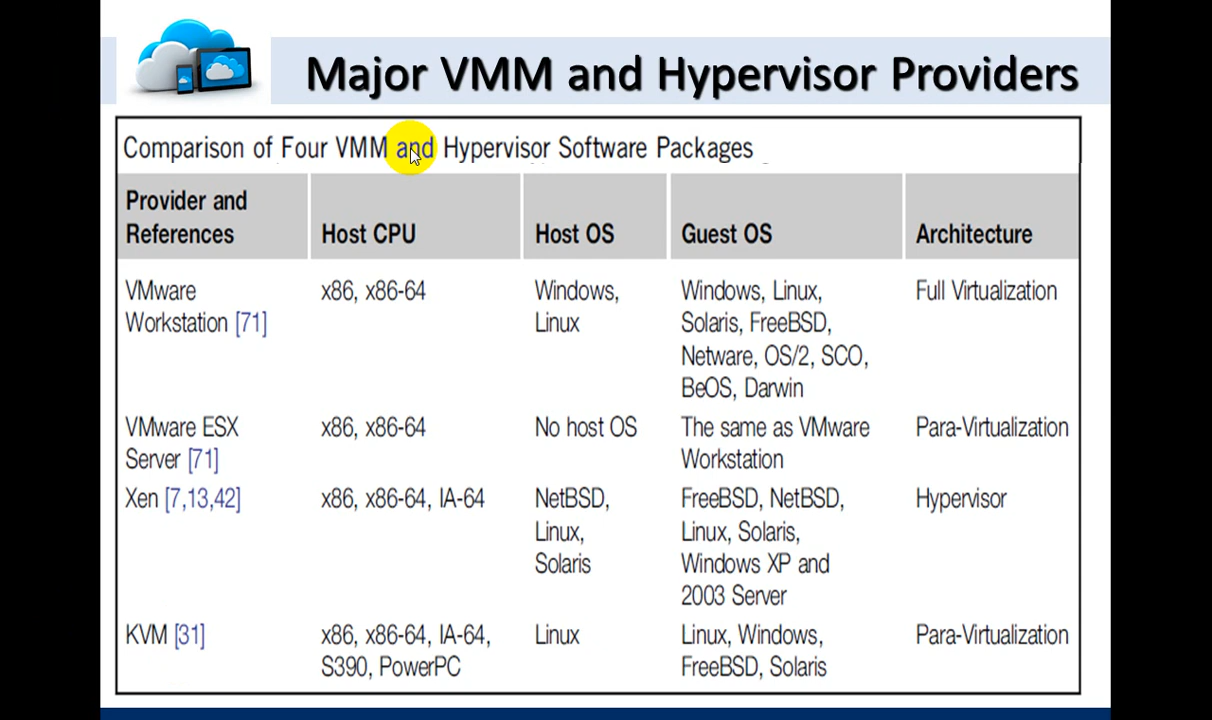 Major VMM and Hypervisor Providers
Comparison of Four VMM and Hypervisor Software Packages
Provider and References Host CPU Host OS Guest OS Architecture
VMware Workstation [71] x86, x86-64 Windows, Linux Windows, Linux, Solaris, FreeBSD, Netware, OS/2, SCO, BeOS, Darwin Full Virtualization
VMware ESX Server [71] x86, x86-64 No host OS The same as VMware Workstation Para-Virtualization
Xen [7,13,42] x86, x86-64, IA-64 NetBSD, Linux, Solaris FreeBSD, NetBSD, Linux, Solaris, Windows XP and 2003 Server Hypervisor
KVM [31] x86, x86-64, IA-64, S390, PowerPC Linux Linux, Windows, FreeBSD, Solaris Para-Virtualization